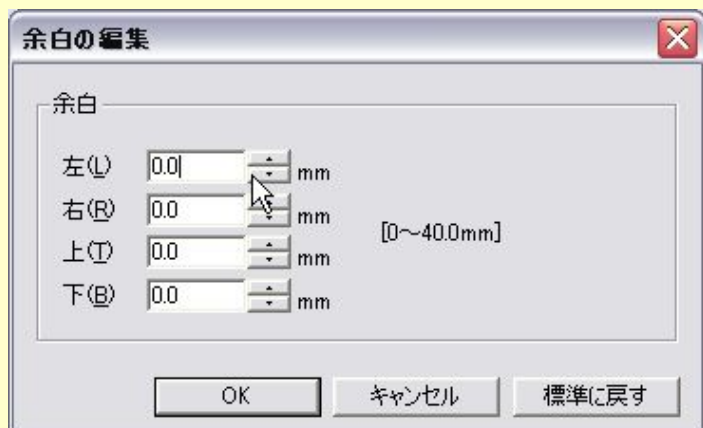 余白の編集
余白
左(L) 0.0 mm
右(R) 0.0 mm
[0～40.0mm]
上(T) 0.0 mm
下(B) 0.0 mm
OK キャンセル 標準に戻す